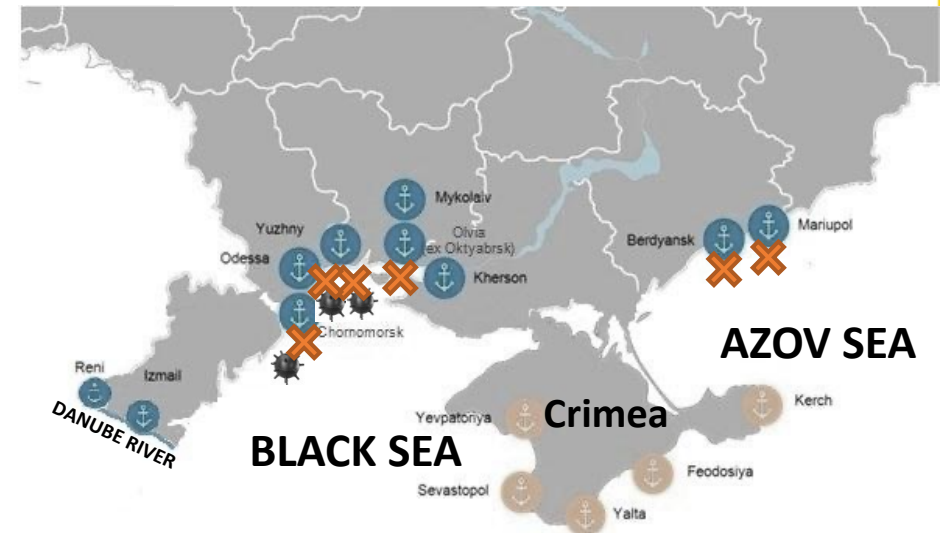 Mykolaiv
Yuzhny
Olvia
(ex Oktyabrsk)
Mariupol
Berdyansk
Odessa
Kherson
Chornomorsk
AZOV SEA
Reni
Izmail
DANUBE RIVER
Kerch
Crimea
Yevpatoriya
BLACK SEA
Feodosiya
Sevastopol
Yalta